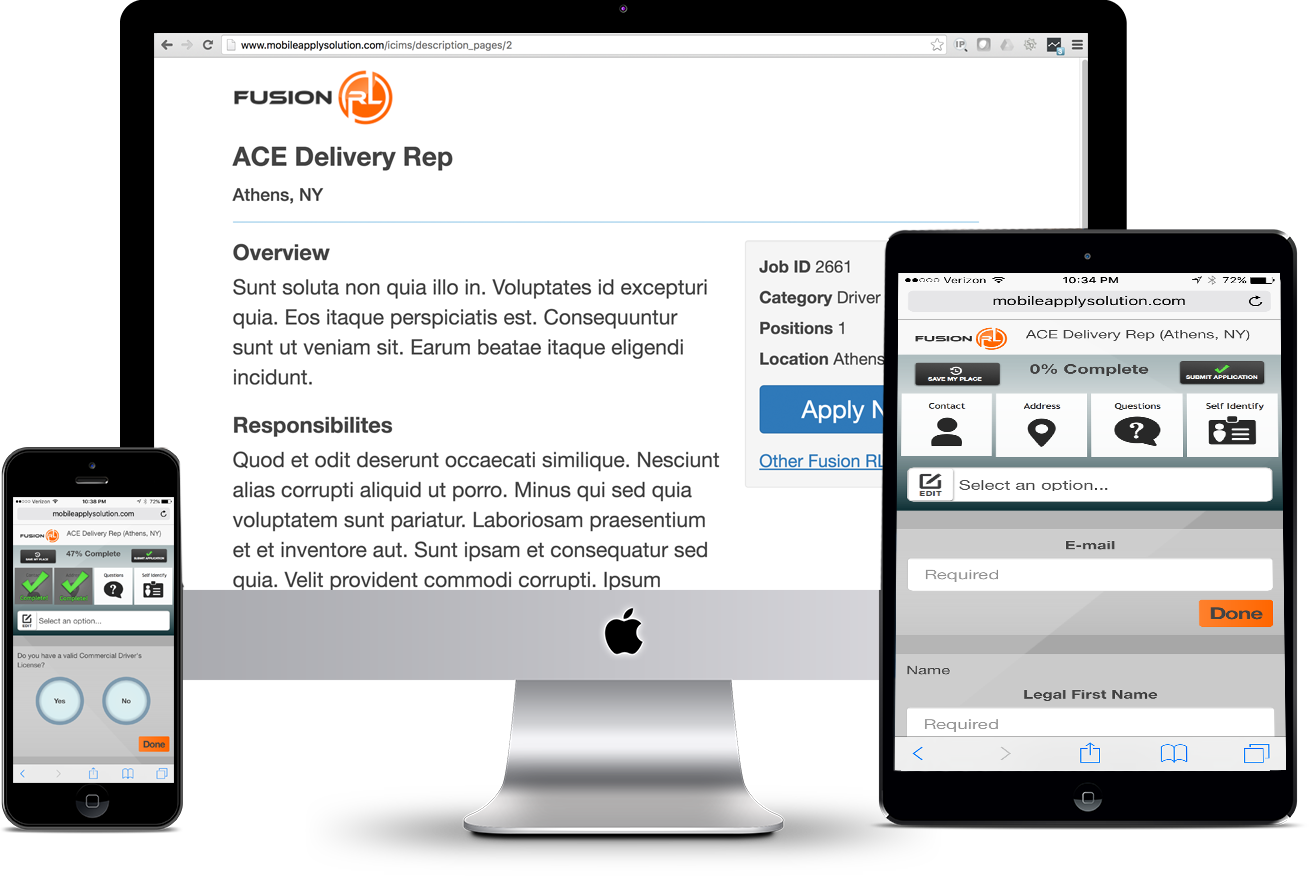 www.mobileapplysolution.com/icims/description_pages/2
FUSION RL
ACE Delivery Rep
Athens, NY
Overview
Sunt soluta non quia illo in. Voluptates id excepturi
quia. Eos itaque perspiciatis est. Consequuntur
sunt ut veniam sit. Earum beatae itaque eligendi
incidunt.
Responsibilites
Quod et odit deserunt occaecati similique. Nesciunt
alias corrupti aliquid ut porro. Minus qui sed quia
voluptatem sunt pariatur. Laboriosam praesentium
et et inventore aut. Sunt ipsam et consequatur sed
quia. Velit provident commodi corrupti. Ipsum
Job ID 2661
Category Driver
Positions 1
Location Athens
Apply N
Other Fusion RL
Verizon 10:38 PM 72%
mobileapplysolution.com
FUSION RL ACE Delivery Rep (Athens, NY)
SAVE MY PLACE 47% Complete SUBMIT APPLICATION
Completed Completed Questions Self Identify
EDIT Select an option...
Do you have a valid Commercial Driver's
License?
Yes No
Done
Verizon 10:34 PM 72%
mobileapplysolution.com
FUSION RL ACE Delivery Rep (Athens, NY)
SAVE MY PLACE 0% Complete SUBMIT APPLICATION
Contact Address Questions Self Identify
EDIT Select an option...
E-mail
Required
Done
Name
Legal First Name
Required